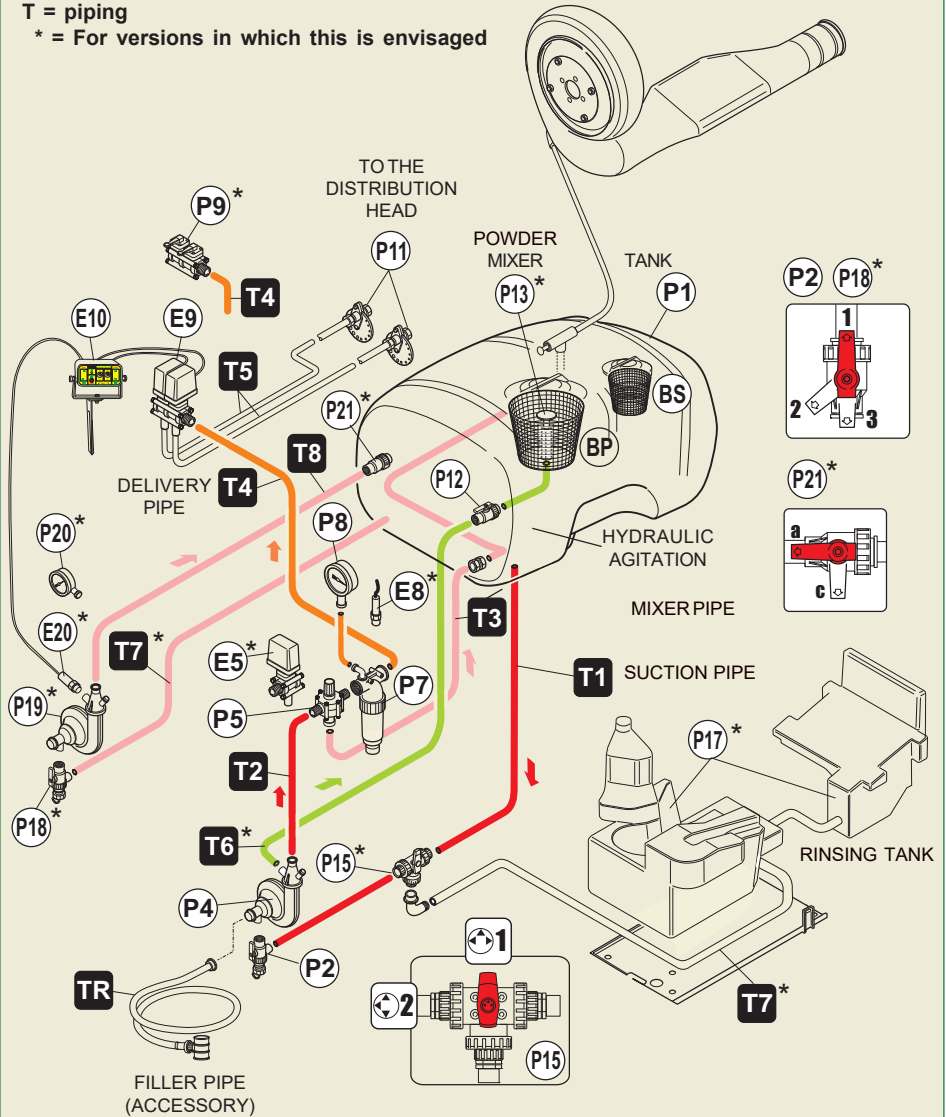 T = piping
* = For versions in which this is envisaged
TO THE
DISTRIBUTION
HEAD
P9*
P11
POWDER
MIXER
P13*
TANK
P1
P2 P18*
1
2
3
T4
E10
E9
T5
BS
P21*
BP
P21*
a
c
T8
DELIVERY
PIPE
T4
P12
P8
HYDRAULIC
AGITATION
P20*
E8*
MIXER PIPE
E20*
T7*
T3
E5*
T1
SUCTION PIPE
P7
P19*
P5
P17*
T2
P18*
T6*
P15*
RINSING TANK
P4
P2
1
TR
2
T7*
P15
FILLER PIPE
(ACCESSORY)